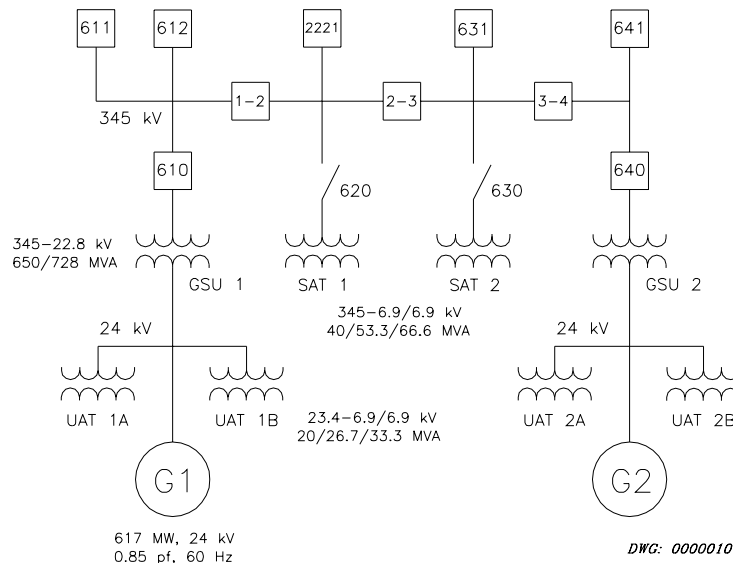 611
612
2221
631
641
1-2
2-3
3-4
345 kV
610
620
630
640
345-22.8 kV
650/728 MVA
GSU 1
SAT 1
SAT 2
GSU 2
345-6.9/6.9 kV
40/53.3/66.6 MVA
24 kV
24 kV
UAT 1A
UAT 1B
23.4-6.9/6.9 kV
20/26.7/33.3 MVA
UAT 2A
UAT 2B
G1
G2
617 MW, 24 kV
0.85 pf, 60 Hz
DWG: 0000010